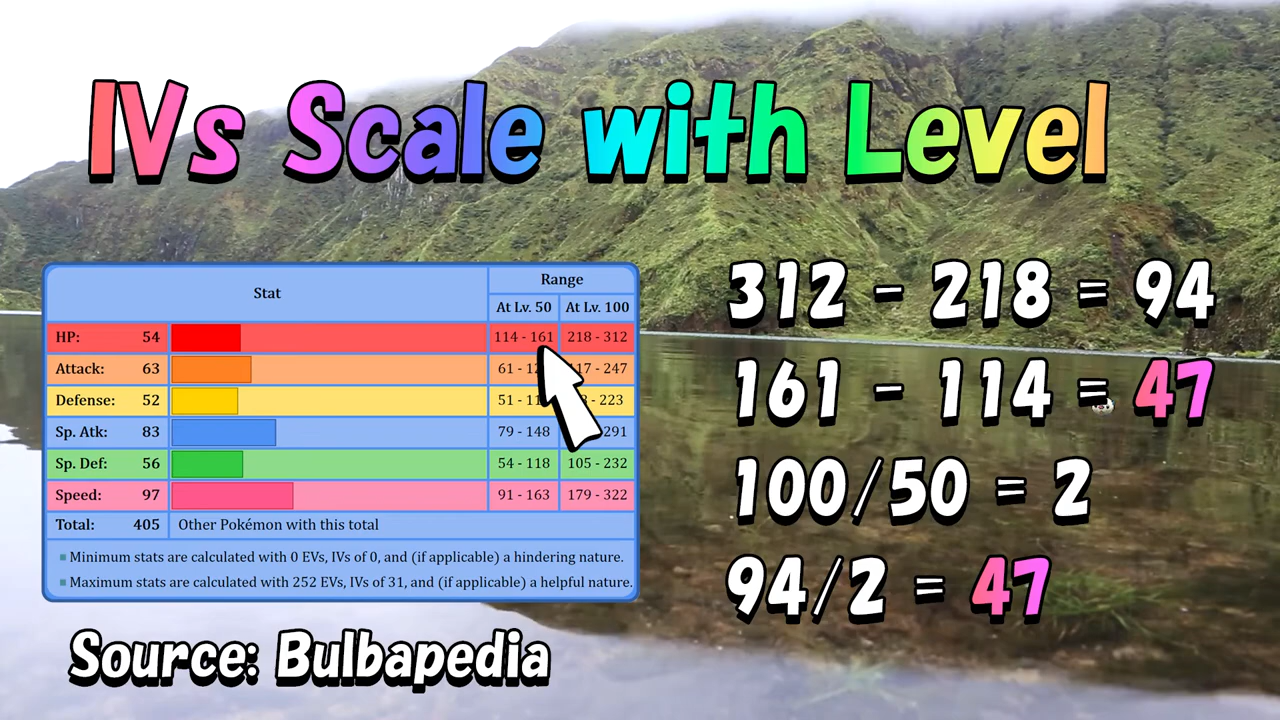 IVs Scale with Level
Stat
Range
At Lv. 50 At Lv. 100
HP: 54 114 - 161 218 - 312
Attack: 63 61 - 17 - 247
Defense: 52 51 - - 223
Sp. Atk: 83 79 - 148 291
Sp. Def: 56 54 - 118 105 - 232
Speed: 97 91 - 163 179 - 322
Total: 405 Other Pokémon with this total
Minimum stats are calculated with 0 EVs, IVs of 0, and (if applicable) a hindering nature.
Maximum stats are calculated with 252 EVs, IVs of 31, and (if applicable) a helpful nature.
Source: Bulbapedia
312 - 218 = 94
161 - 114 = 47
100/50 = 2
94/2 = 47